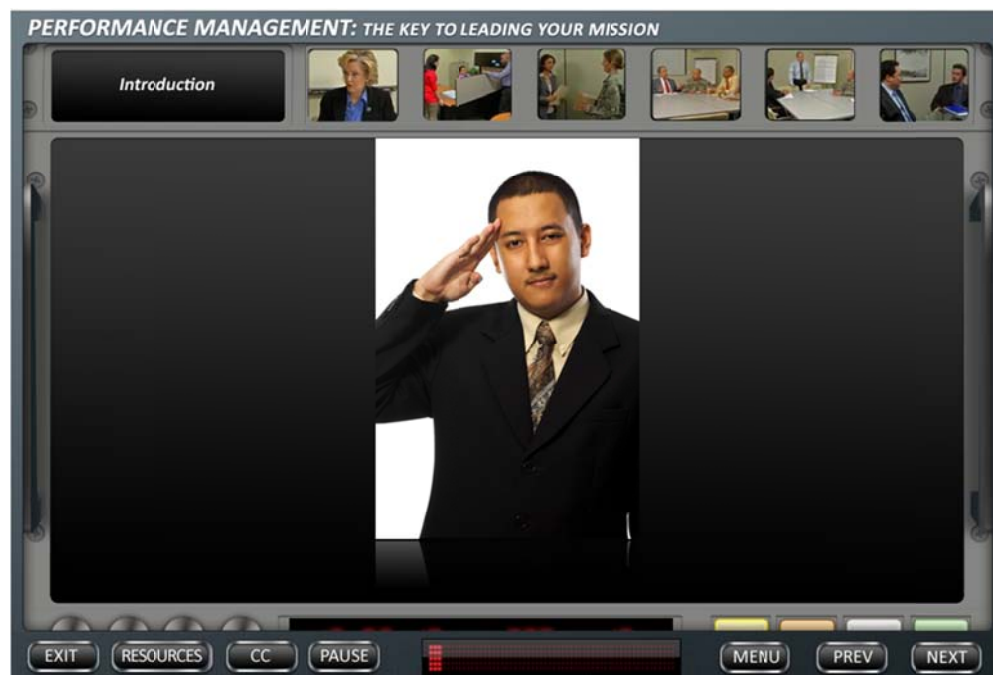 PERFORMANCE MANAGEMENT: THE KEY TO LEADING YOUR MISSION
Introduction
EXIT
RESOURCES
CC
PAUSE
MENU
PREV
NEXT